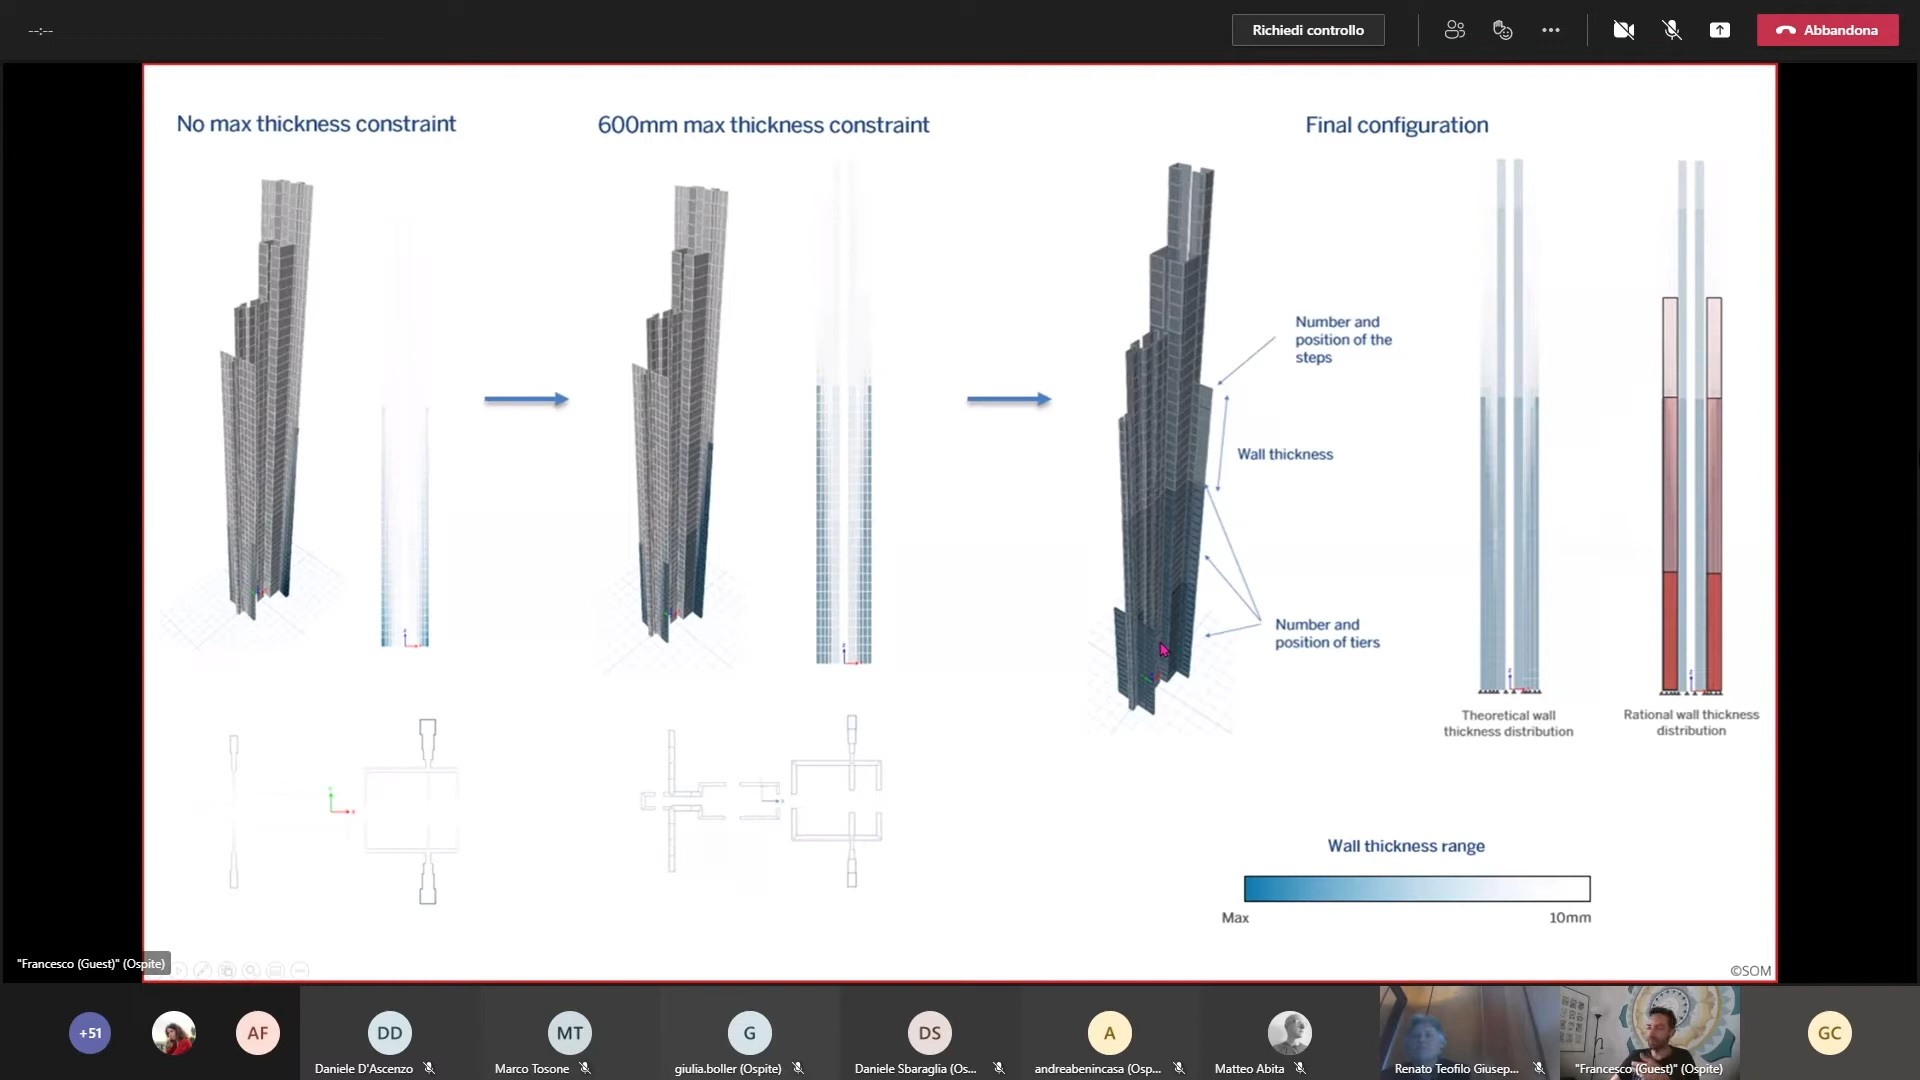 --:--
Richiedi controllo
Abbandona
No max thickness constraint
600mm max thickness constraint
Final configuration
Number and
position of the
steps
Wall thickness
Number and
position of tiers
Theoretical wall
thickness distribution
Rational wall thickness
distribution
Wall thickness range
Max
10mm
©SOM
"Francesco (Guest)" (Ospite)
+51
AF
DD
Daniele D'Ascenzo
MT
Marco Tosone
G
giulia.boller (Ospite)
DS
Daniele Sbaraglia (Os...
A
andreabenincasa (Osp...
Matteo Abita
Renato Teofilo Giusep...
"Francesco (Guest)" (Ospite)
GC